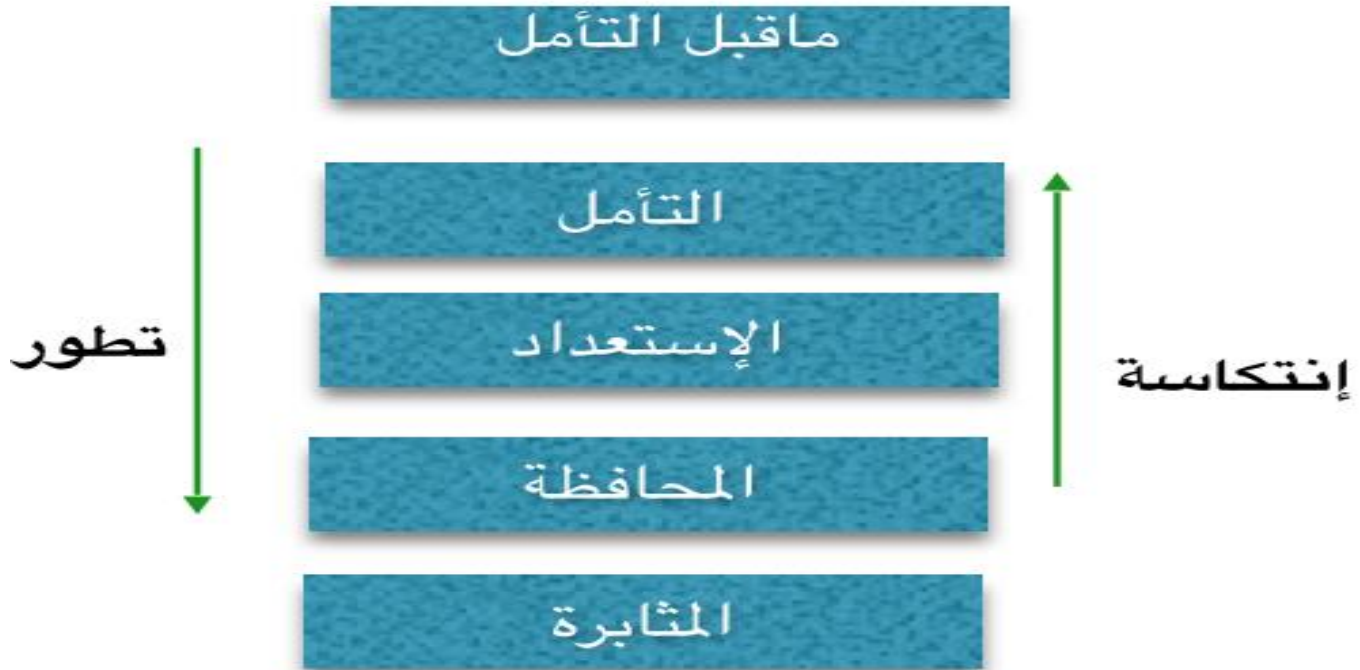 ماقبل التأمل
التأمل
الإستعداد
تطور
إنتكاسة
المحافظة
المثابرة